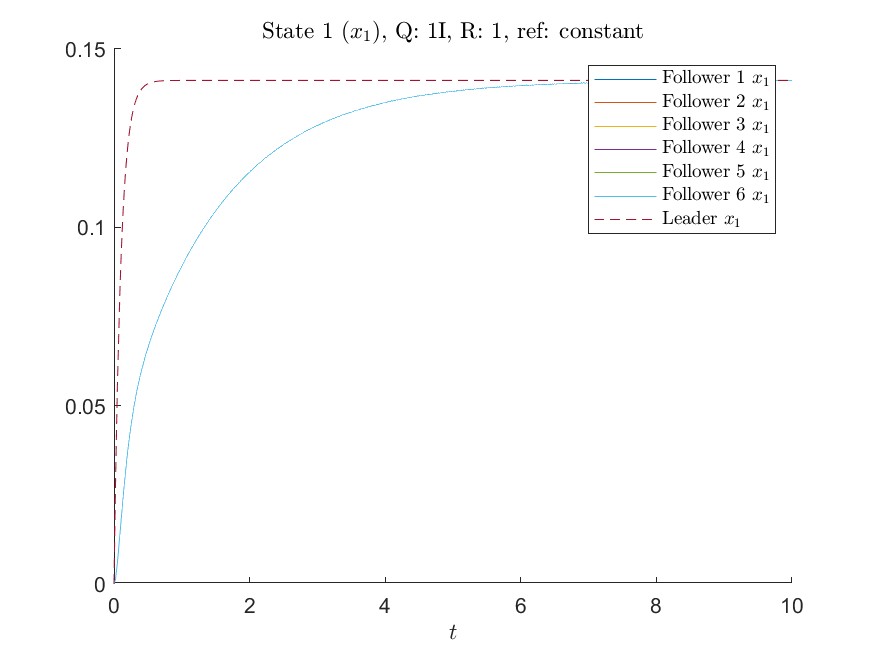 State 1 (x₁), Q: 1I, R: 1, ref: constant
0.15
0.1
0.05
0
Follower 1 x₁
Follower 2 x₁
Follower 3 x₁
Follower 4 x₁
Follower 5 x₁
Follower 6 x₁
Leader x₁
0 2 4 6 8 10
t